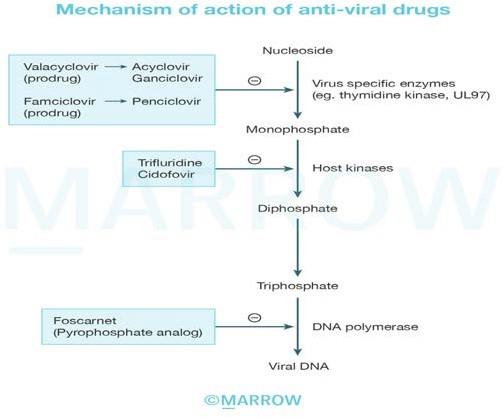 Mechanism of action of anti-viral drugs
Nucleoside
Valacyclovir → Acyclovir
(prodrug) Ganciclovir
Famciclovir → Penciclovir
(prodrug)
⊖
Virus specific enzymes
(eg. thymidine kinase, UL97)
Monophosphate
Trifluridine
Cidofovir
⊖
Host kinases
Diphosphate
Triphosphate
Foscarnet
(Pyrophosphate analog)
⊖
DNA polymerase
Viral DNA
©MARROW
MARROW